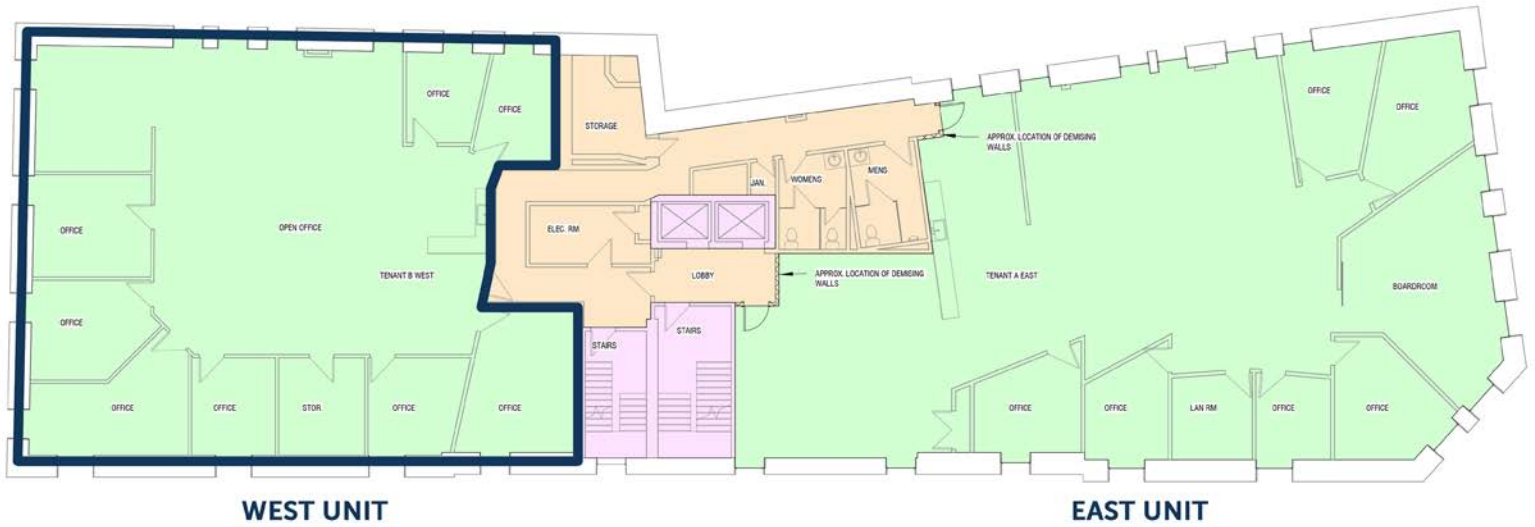 OFFICE
OFFICE
STORAGE
APPROX. LOCATION OF DEMISING
WALLS
OFFICE
OFFICE
JAN.
WOMENS
MENS
OFFICE
OPEN OFFICE
ELEC. RM
TENANT B WEST
LOBBY
APPROX. LOCATION OF DEMISING
WALLS
TENANT A EAST
BOARDROOM
OFFICE
STAIRS
STAIRS
OFFICE
OFFICE
STOR.
OFFICE
OFFICE
OFFICE
OFFICE
LAN RM
OFFICE
OFFICE
WEST UNIT
EAST UNIT